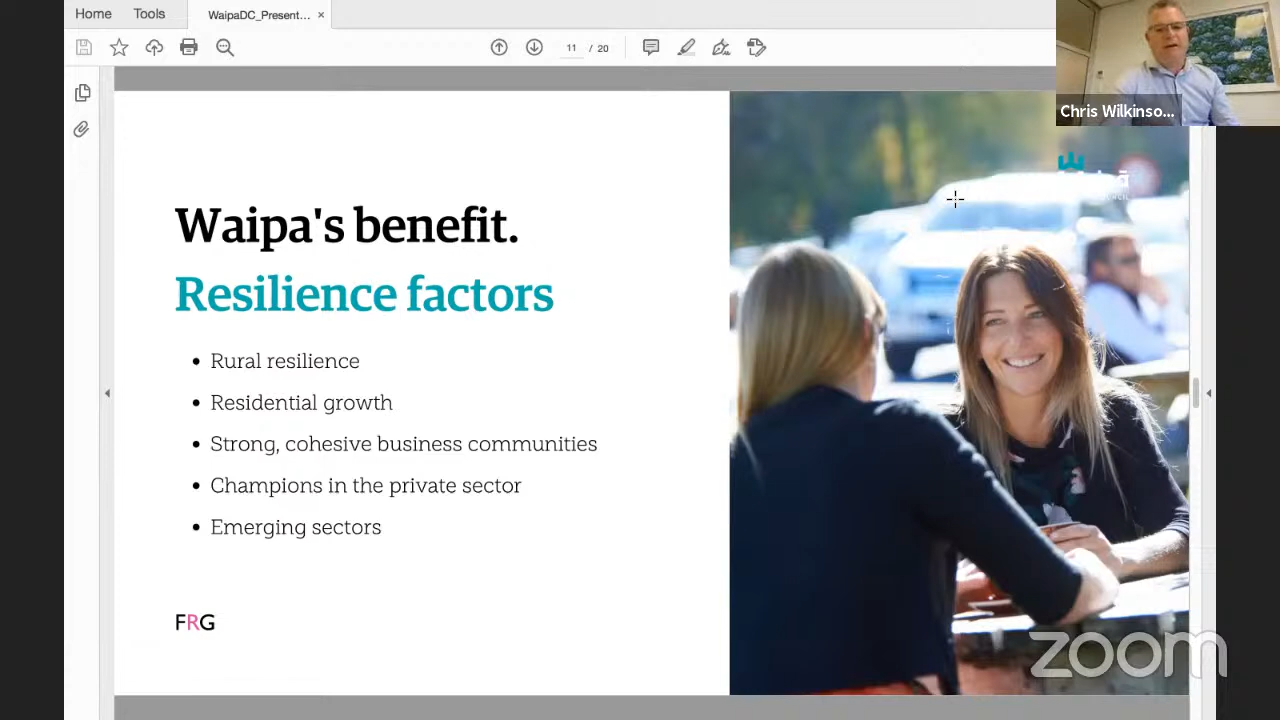 Home Tools WaipaDC_Present... ×
11 / 20
Chris Wilkinso...
Waipa's benefit.
Resilience factors
• Rural resilience
• Residential growth
• Strong, cohesive business communities
• Champions in the private sector
• Emerging sectors
FRG
zoom